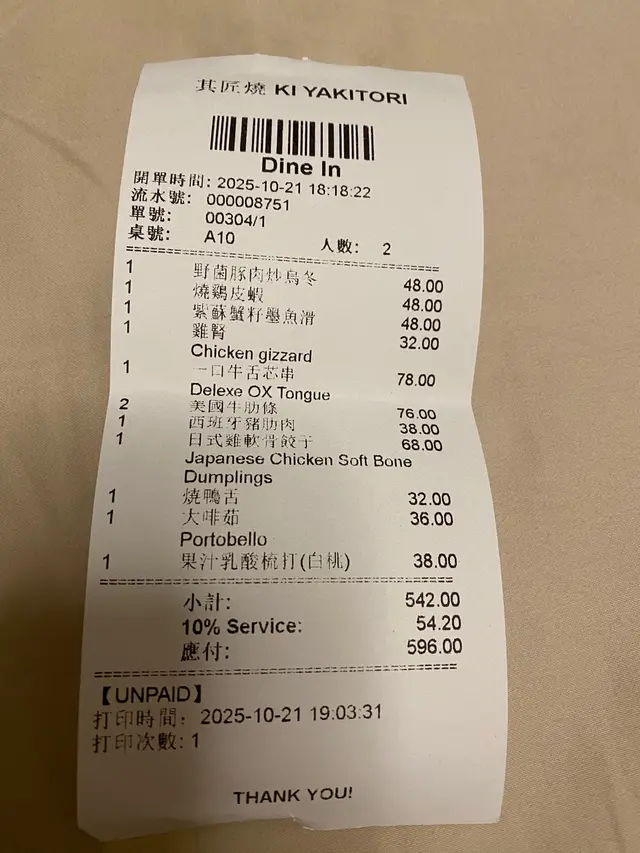 其匠燒 KI YAKITORI
Dine In
開單時間: 2025-10-21 18:18:22
流水號: 000008751
單號: 00304/1
桌號: A10 人數: 2
1 野菌豚肉炒烏冬 48.00
1 燒鷄皮蝦 48.00
1 紫蘇蟹籽墨魚滑 48.00
1 雞腎 32.00
Chicken gizzard
1 一口牛舌芯串 78.00
Delexe OX Tongue
2 美國牛肋條 76.00
1 西班牙豬肋肉 38.00
1 日式雞軟骨餃子 68.00
Japanese Chicken Soft Bone
Dumplings
1 燒鴨舌 32.00
1 大啡茹 36.00
Portobello
1 果汁乳酸梳打(白桃) 38.00
小計: 542.00
10% Service: 54.20
應付: 596.00
【UNPAID】
打印時間: 2025-10-21 19:03:31
打印次數: 1
THANK YOU!